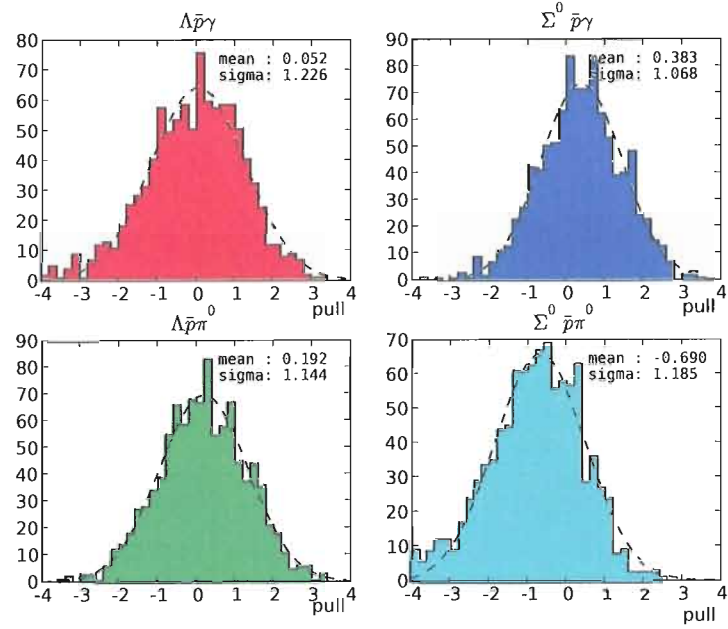 Λp̄γ
80
70
60
50
40
30
20
10
0
mean : 0.052
sigma: 1.226
-4 -3 -2 -1 0 1 2 3 4
pull
Σ⁰ p̄γ
90
80
70
60
50
40
30
20
10
0
mean : 0.383
sigma: 1.068
-4 -3 -2 -1 0 1 2 3 4
pull
Λp̄π⁰
90
80
70
60
50
40
30
20
10
0
mean : 0.192
sigma: 1.144
-4 -3 -2 -1 0 1 2 3 4
pull
Σ⁰ p̄π⁰
70
60
50
40
30
20
10
0
mean : -0.690
sigma: 1.185
-4 -3 -2 -1 0 1 2 3 4
pull